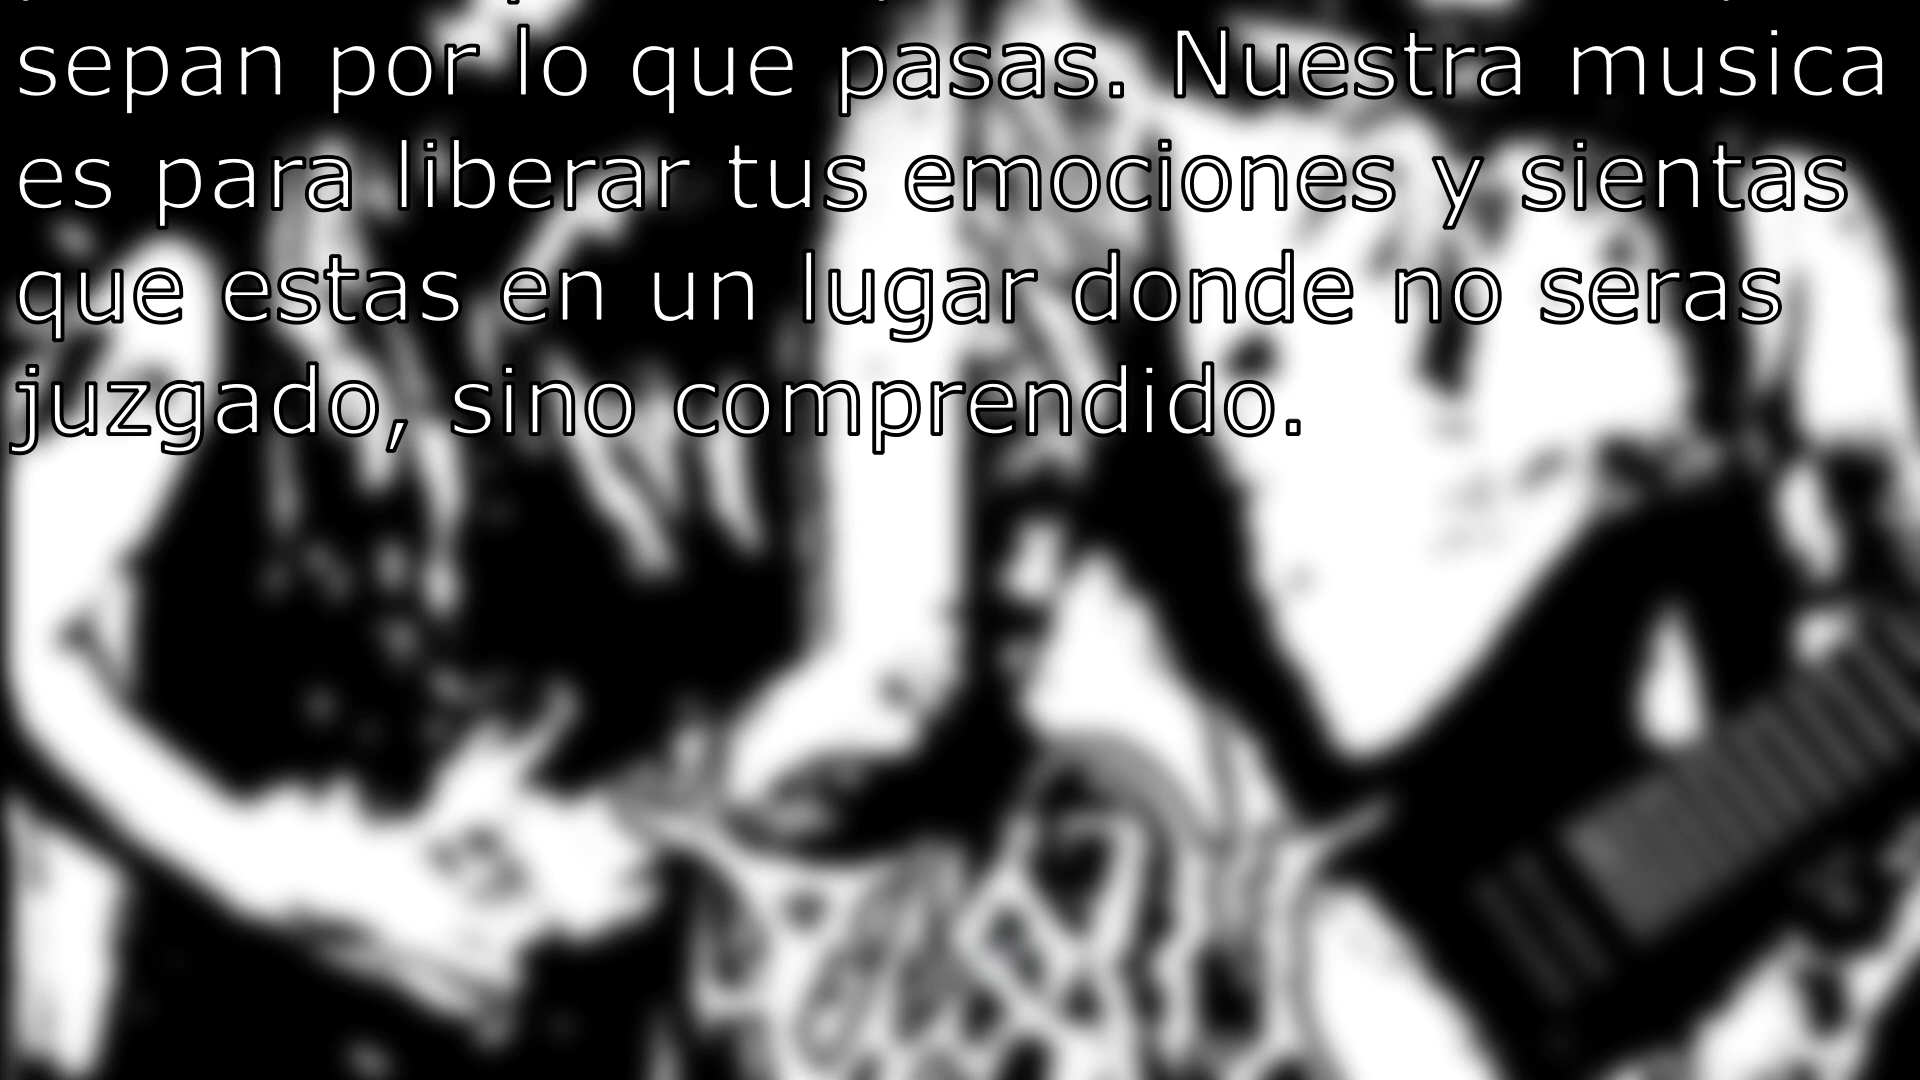 sepan por lo que pasas. Nuestra musica
es para liberar tus emociones y sientas
que estas en un lugar donde no seras
juzgado, sino comprendido.